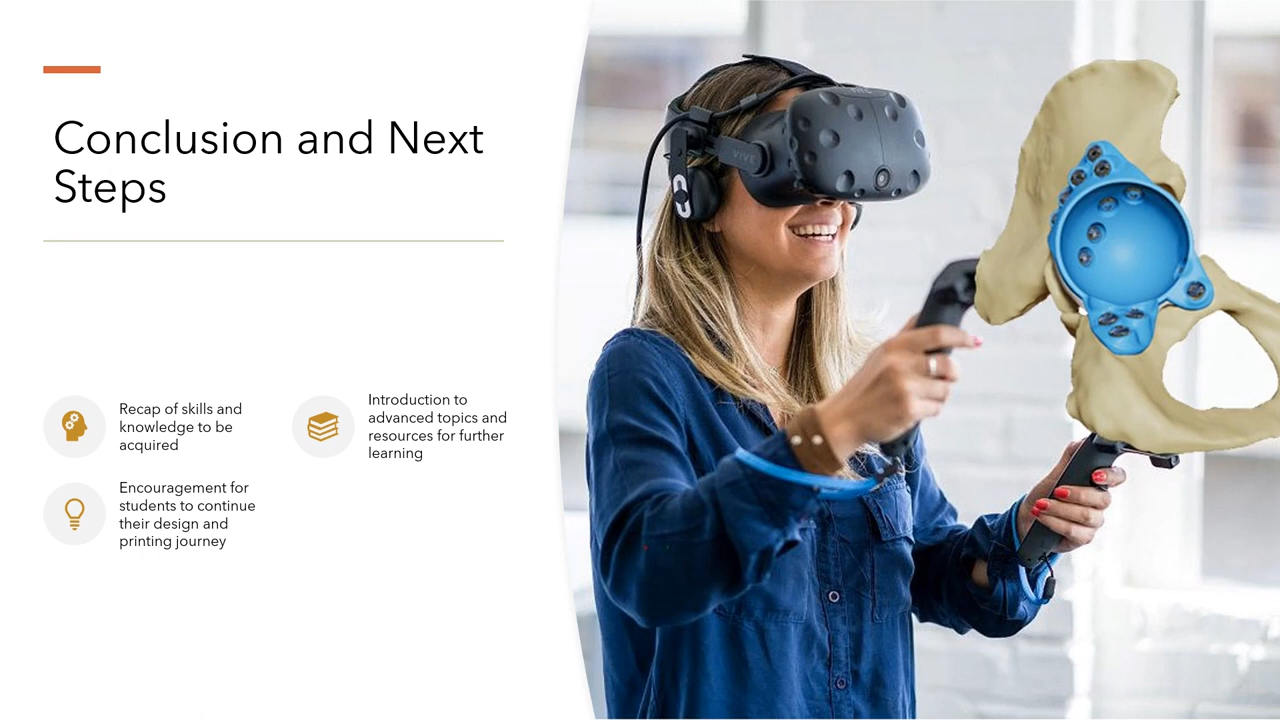 Conclusion and Next
Steps
Recap of skills and
knowledge to be
acquired
Introduction to
advanced topics and
resources for further
learning
Encouragement for
students to continue
their design and
printing journey
VIVE